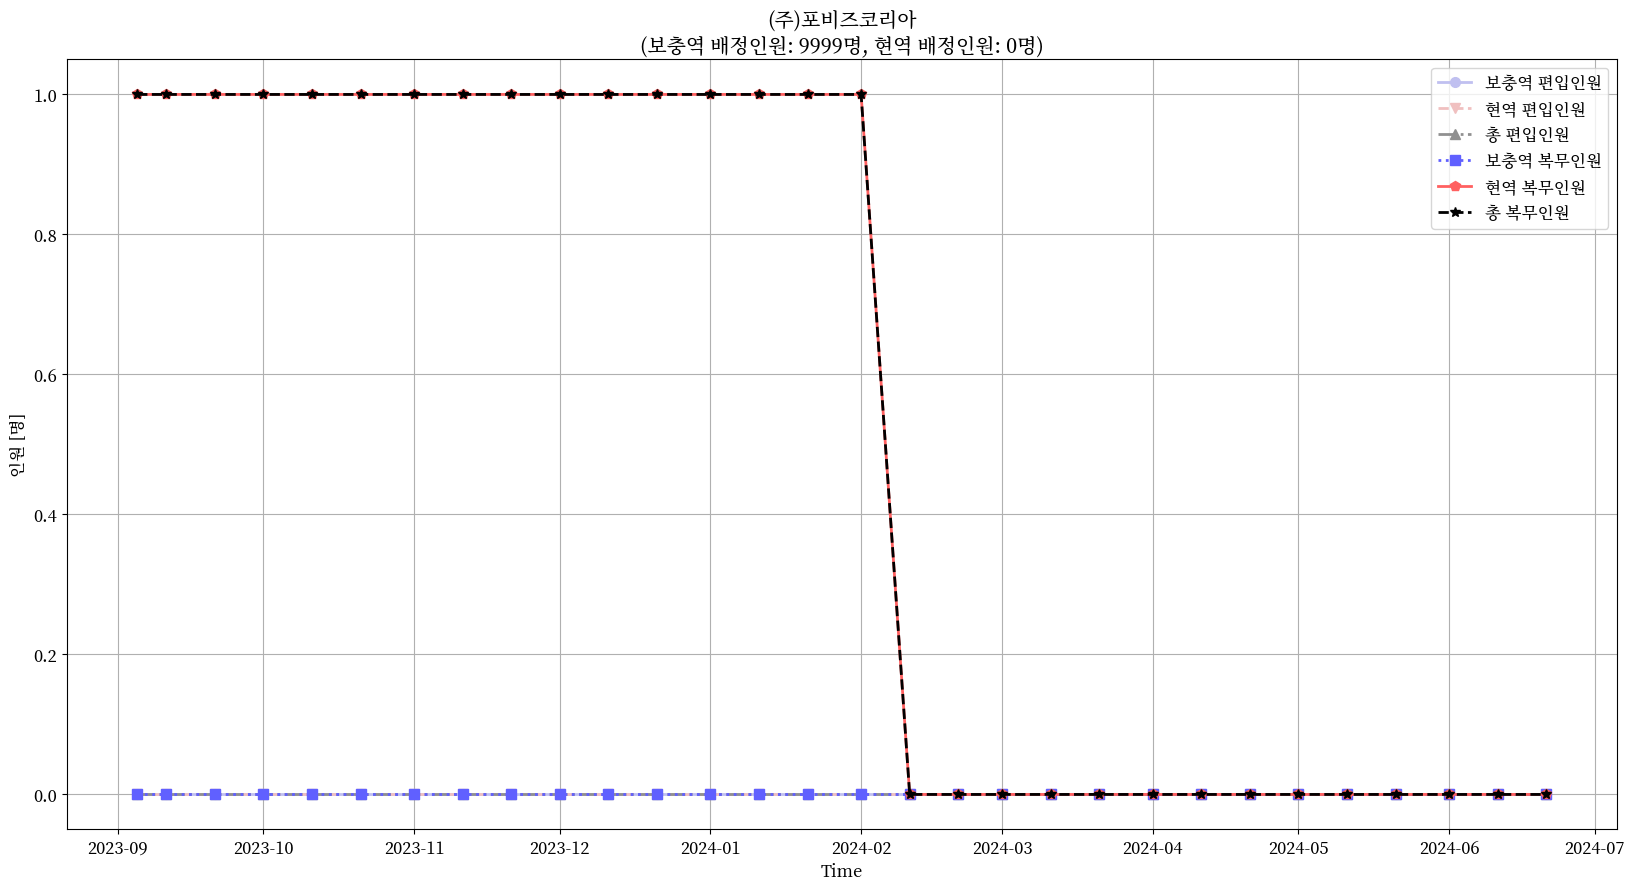 (주)포비즈코리아
(보충역 배정인원: 9999명, 현역 배정인원: 0명)
보충역 편입인원
현역 편입인원
총 편입인원
보충역 복무인원
현역 복무인원
총 복무인원
인원 [명]
1.0
0.8
0.6
0.4
0.2
0.0
2023-09
2023-10
2023-11
2023-12
2024-01
2024-02
2024-03
2024-04
2024-05
2024-06
2024-07
Time